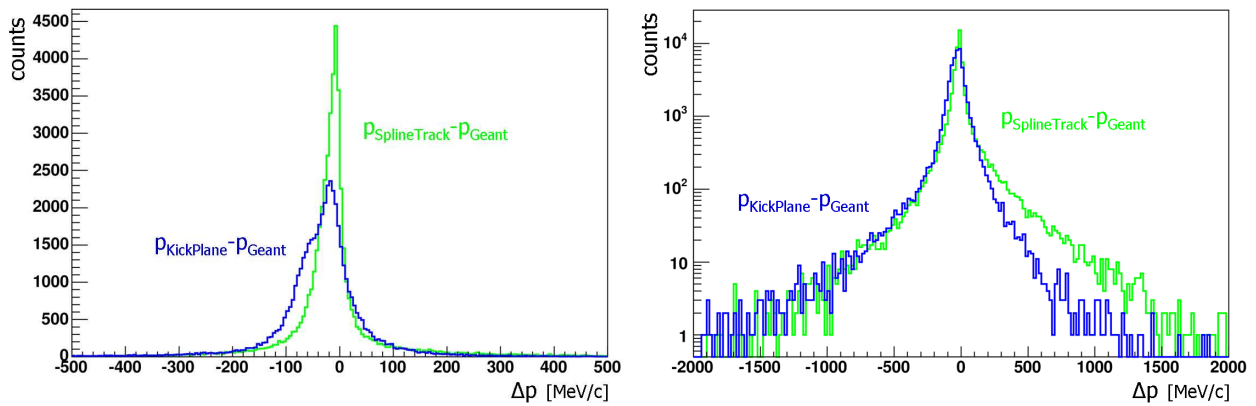 counts
4500
4000
3500
3000
2500
2000
1500
1000
500
0
pSplineTrack-pGeant
pKickPlane-pGeant
-500 -400 -300 -200 -100 0 100 200 300 400 500
Δp [MeV/c]
counts
10^4
10^3
10^2
10
1
pSplineTrack-pGeant
pKickPlane-pGeant
-2000 -1500 -1000 -500 0 500 1000 1500 2000
Δp [MeV/c]